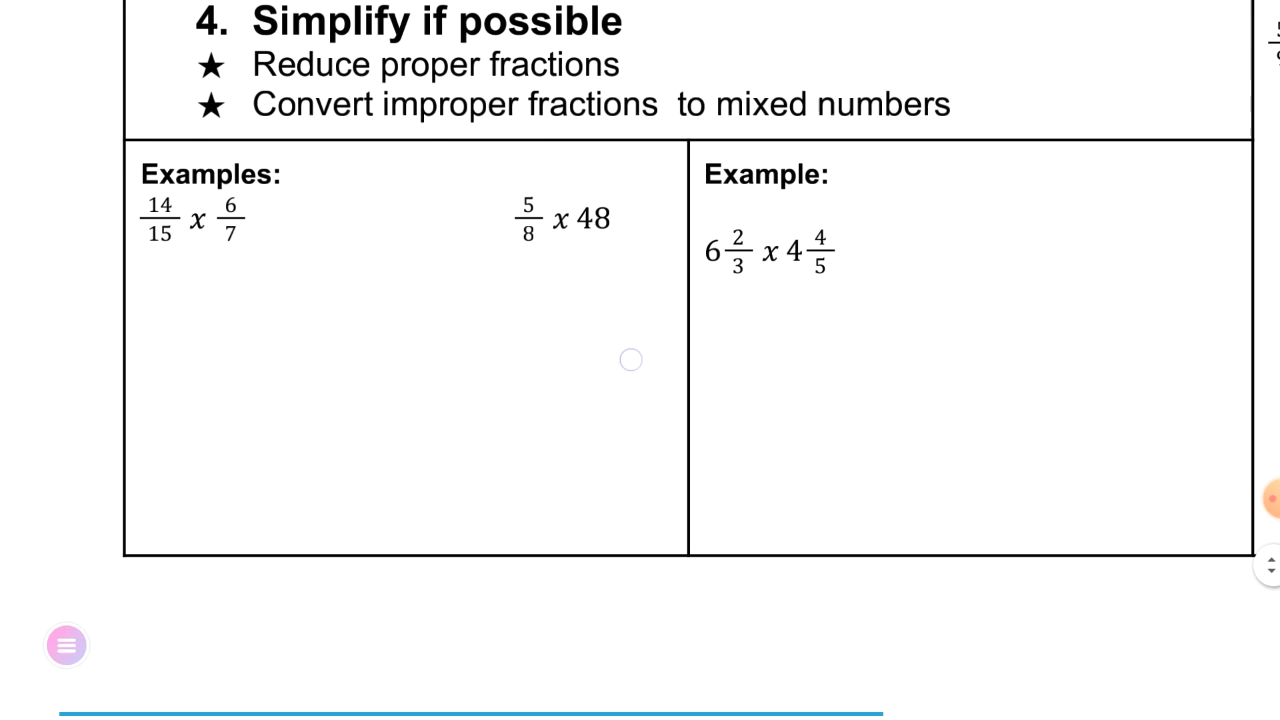 4. Simplify if possible
★ Reduce proper fractions
★ Convert improper fractions to mixed numbers
Examples:
14/15 x 6/7
5/8 x 48
Example:
6 2/3 x 4 4/5